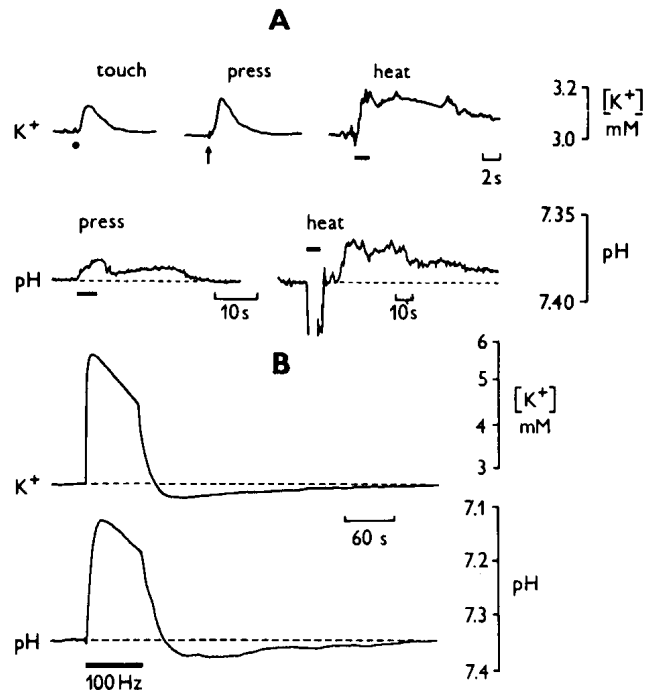 A
touch press heat
3.2
[K+]
K+
3.0
mM
2s
press heat
7.35
pH
pH
10s
10s
7.40
B
6
5
[K+]
mM
4
3
K+
7.1
60 s
7.2
pH
7.3
pH
7.4
100 Hz